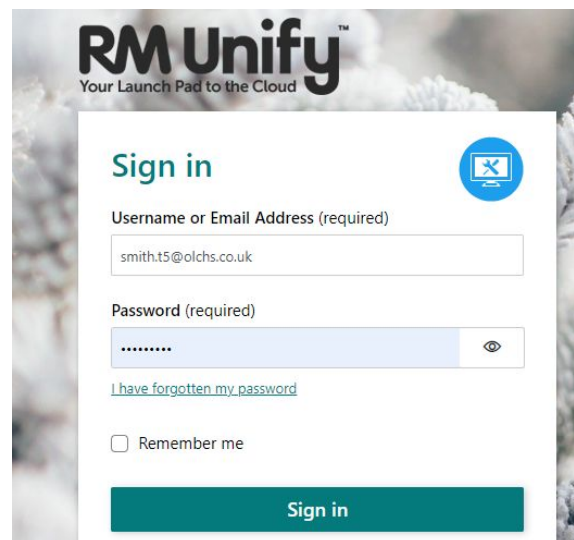 RM Unify™
Your Launch Pad to the Cloud
Sign in
Username or Email Address (required)
smith.t5@olchs.co.uk
Password (required)
•••••••••
I have forgotten my password
Remember me
Sign in